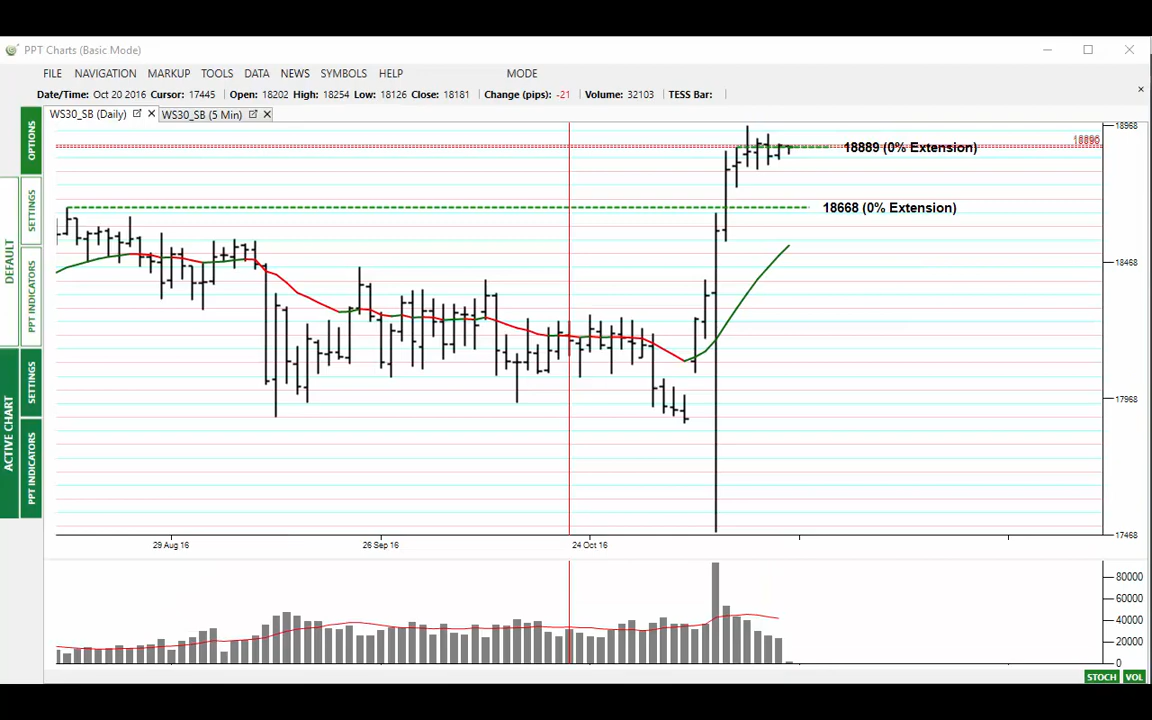 PPT Charts (Basic Mode)
FILE NAVIGATION MARKUP TOOLS DATA NEWS SYMBOLS HELP MODE
Date/Time: Oct 20 2016 Cursor: 17445 Open: 18202 High: 18254 Low: 18126 Close: 18181 Change (pips): -21 Volume: 32103 TESS Bar:
WS30_SB (Daily) WS30_SB (5 Min)
OPTIONS
SETTINGS
PPT INDICATORS
DEFAULT
SETTINGS
PPT INDICATORS
ACTIVE CHART
18968
18889 (0% Extension)
18668 (0% Extension)
18468
17968
17468
29 Aug 16 26 Sep 16 24 Oct 16
80000
60000
40000
20000
0
STOCH VOL